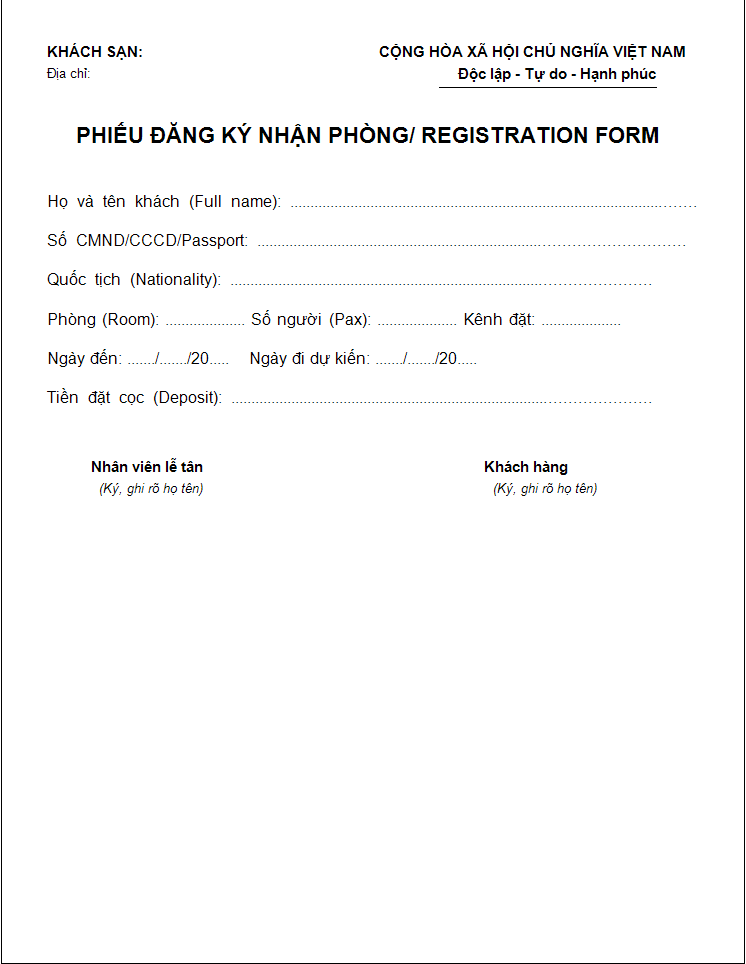 KHÁCH SẠN: CỘNG HÒA XÃ HỘI CHỦ NGHĨA VIỆT NAM
Địa chỉ: Độc lập - Tự do - Hạnh phúc
PHIẾU ĐĂNG KÝ NHẬN PHÒNG/ REGISTRATION FORM
Họ và tên khách (Full name): ....................................................................................................
Số CMND/CCCD/Passport: ....................................................................................................
Quốc tịch (Nationality): ....................................................................................................
Phòng (Room): .................... Số người (Pax): .................... Kênh đặt: ....................
Ngày đến: ......./......./20..... Ngày đi dự kiến: ......./......./20.....
Tiền đặt cọc (Deposit): ....................................................................................................
Nhân viên lễ tân Khách hàng
(Ký, ghi rõ họ tên) (Ký, ghi rõ họ tên)